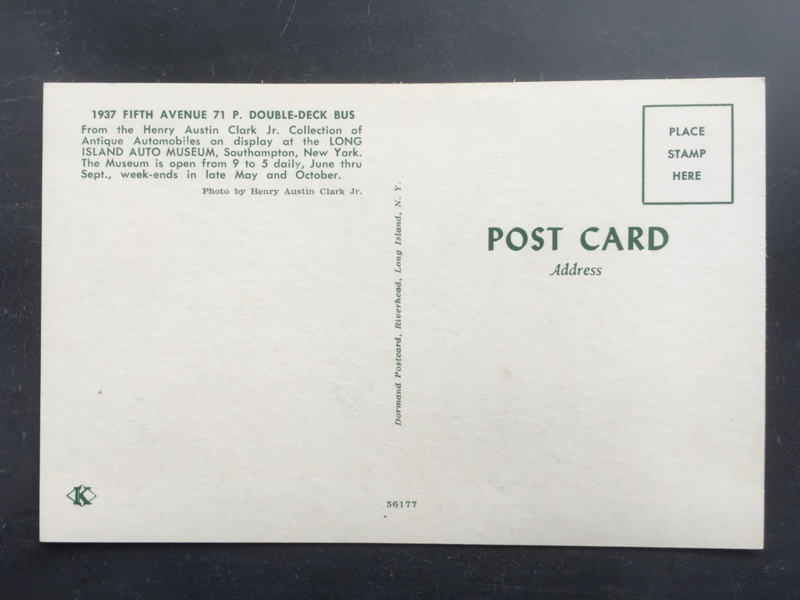 1937 FIFTH AVENUE 71 P. DOUBLE-DECK BUS
From the Henry Austin Clark Jr. Collection of
Antique Automobiles on display at the LONG
ISLAND AUTO MUSEUM, Southampton, New York.
The Museum is open from 9 to 5 daily, June thru
Sept., week-ends in late May and October.
Photo by Henry Austin Clark Jr.
Dormand Postcard, Riverhead, Long Island, N. Y.
PLACE
STAMP
HERE
POST CARD
Address
K
56177